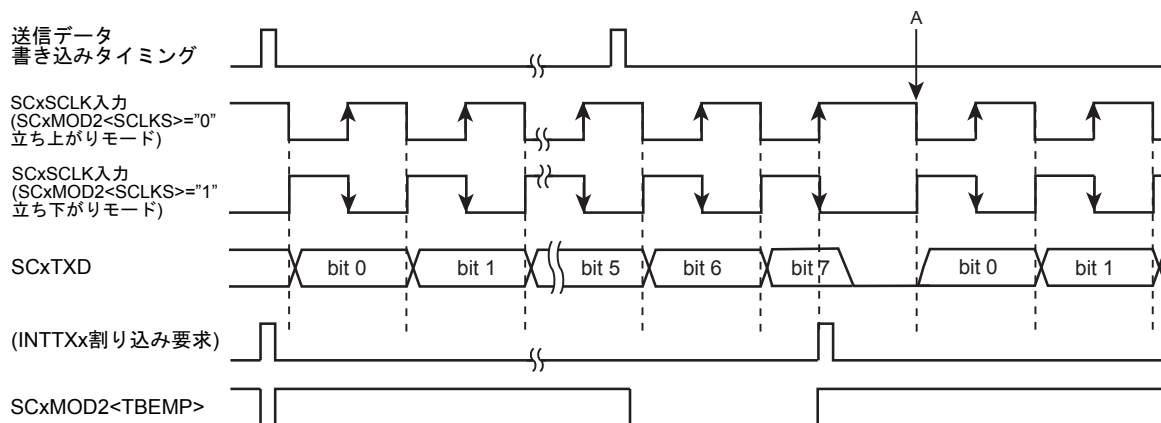 送信データ
書き込みタイミング
A
SCxSCLK入力
(SCxMOD2<SCLKS>="0"
立ち上がりモード)
SCxSCLK入力
(SCxMOD2<SCLKS>="1"
立ち下がりモード)
SCxTXD
bit 0
bit 1
bit 5
bit 6
bit 7
bit 0
bit 1
(INTTXx割り込み要求)
SCxMOD2<TBEMP>